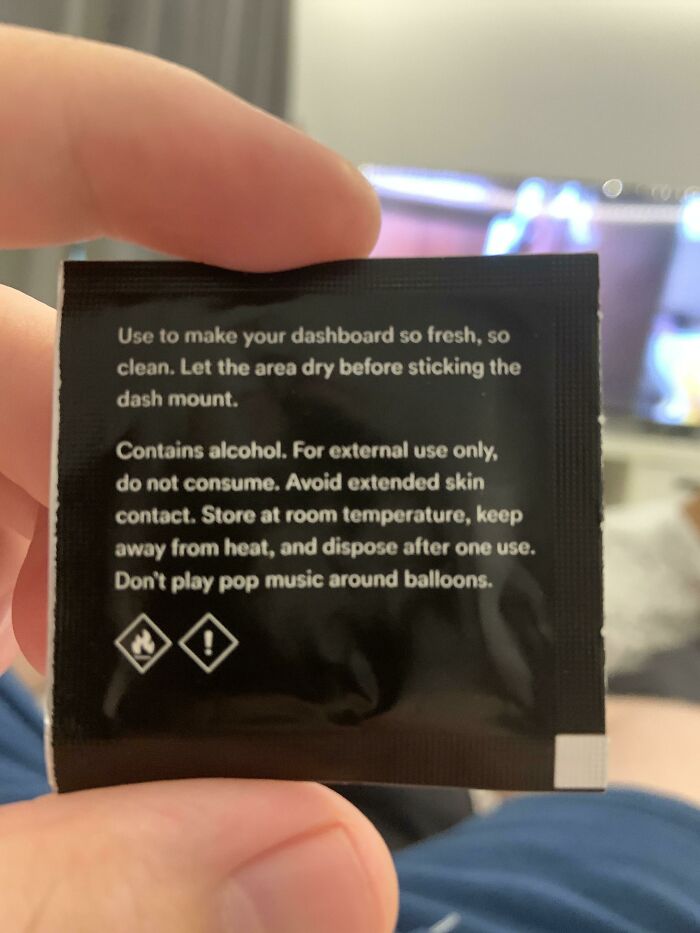 Use to make your dashboard so fresh, so
clean. Let the area dry before sticking the
dash mount.
Contains alcohol. For external use only,
do not consume. Avoid extended skin
contact. Store at room temperature, keep
away from heat, and dispose after one use.
Don't play pop music around balloons.